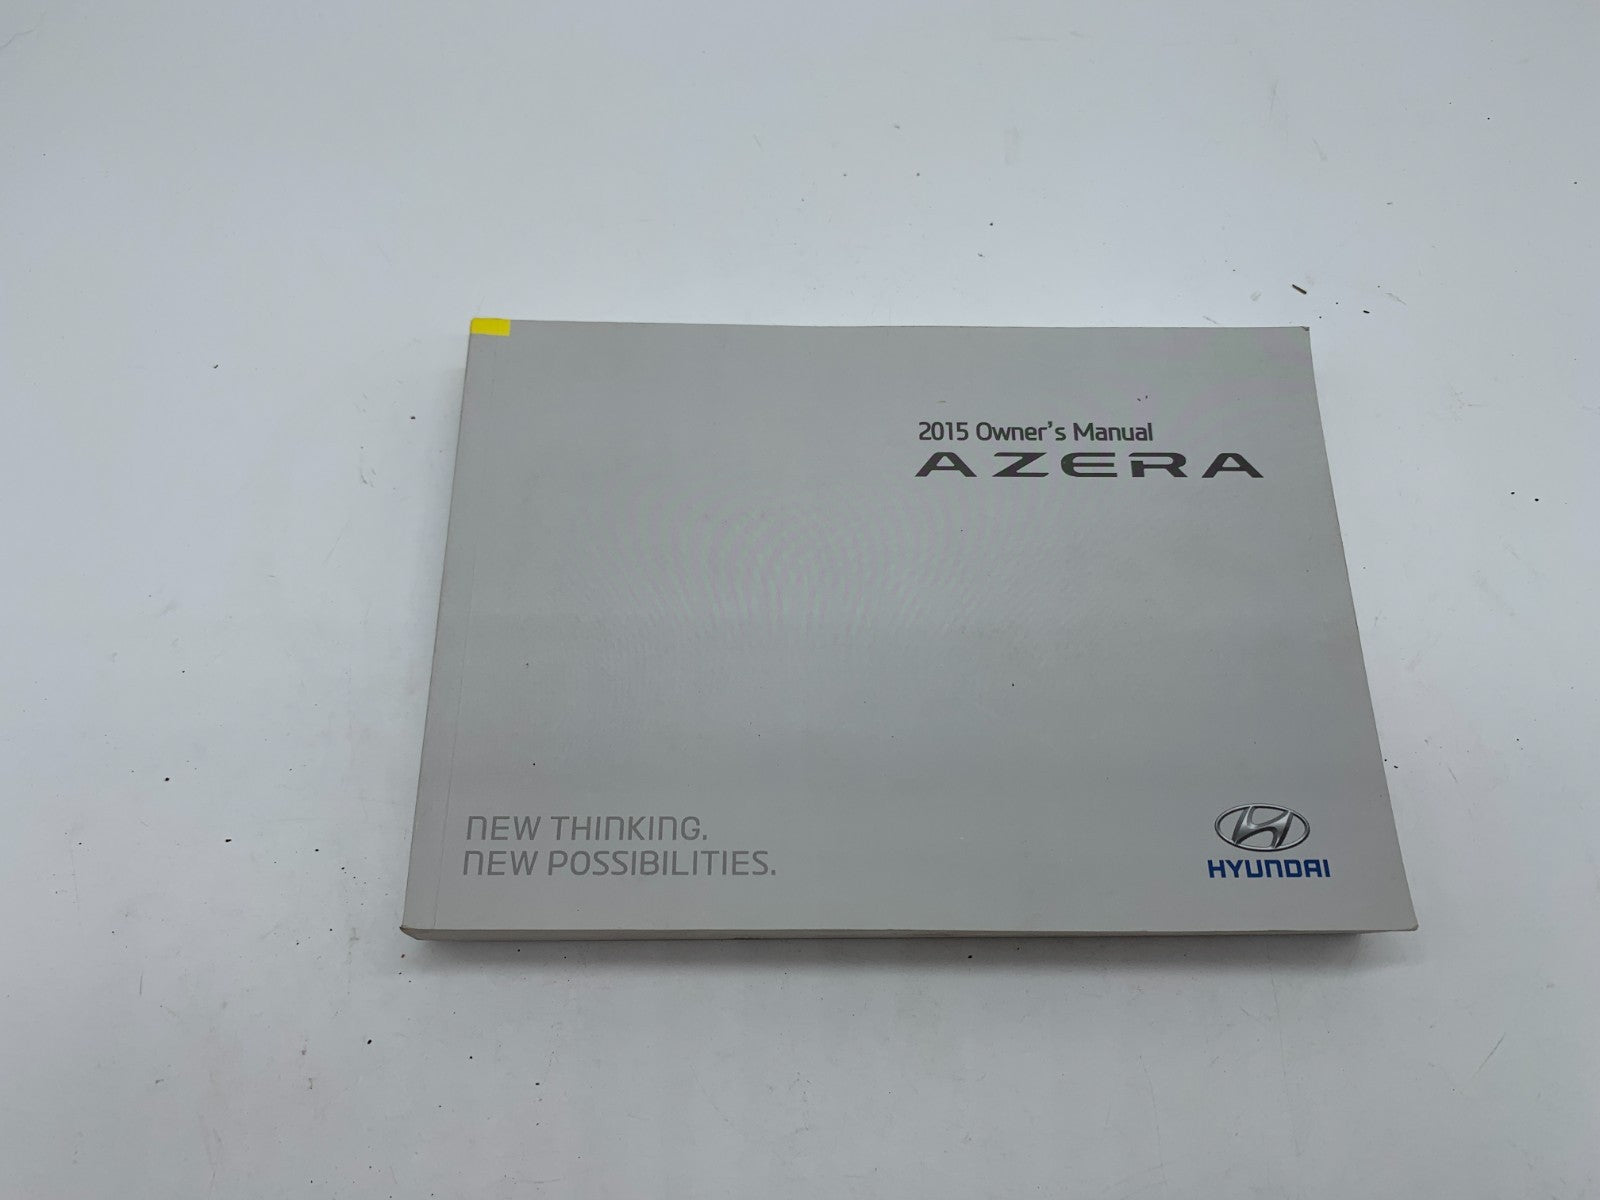 2015 Owner's Manual
AZERA
NEW THINKING.
NEW POSSIBILITIES.
HYUNDAI